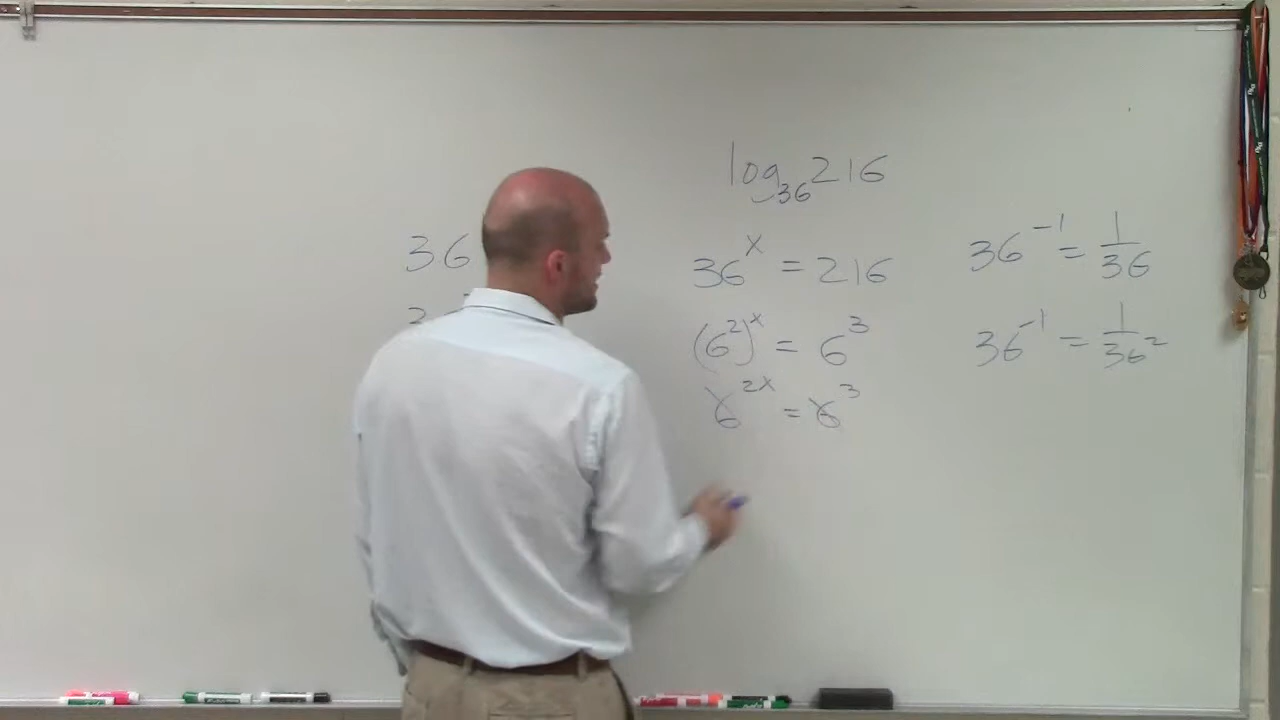 log₃₆216
36
36ˣ = 216
36⁻¹ = 1/36
(6²)ˣ = 6³
36⁻¹ = 1/36²
6²ˣ = 6³